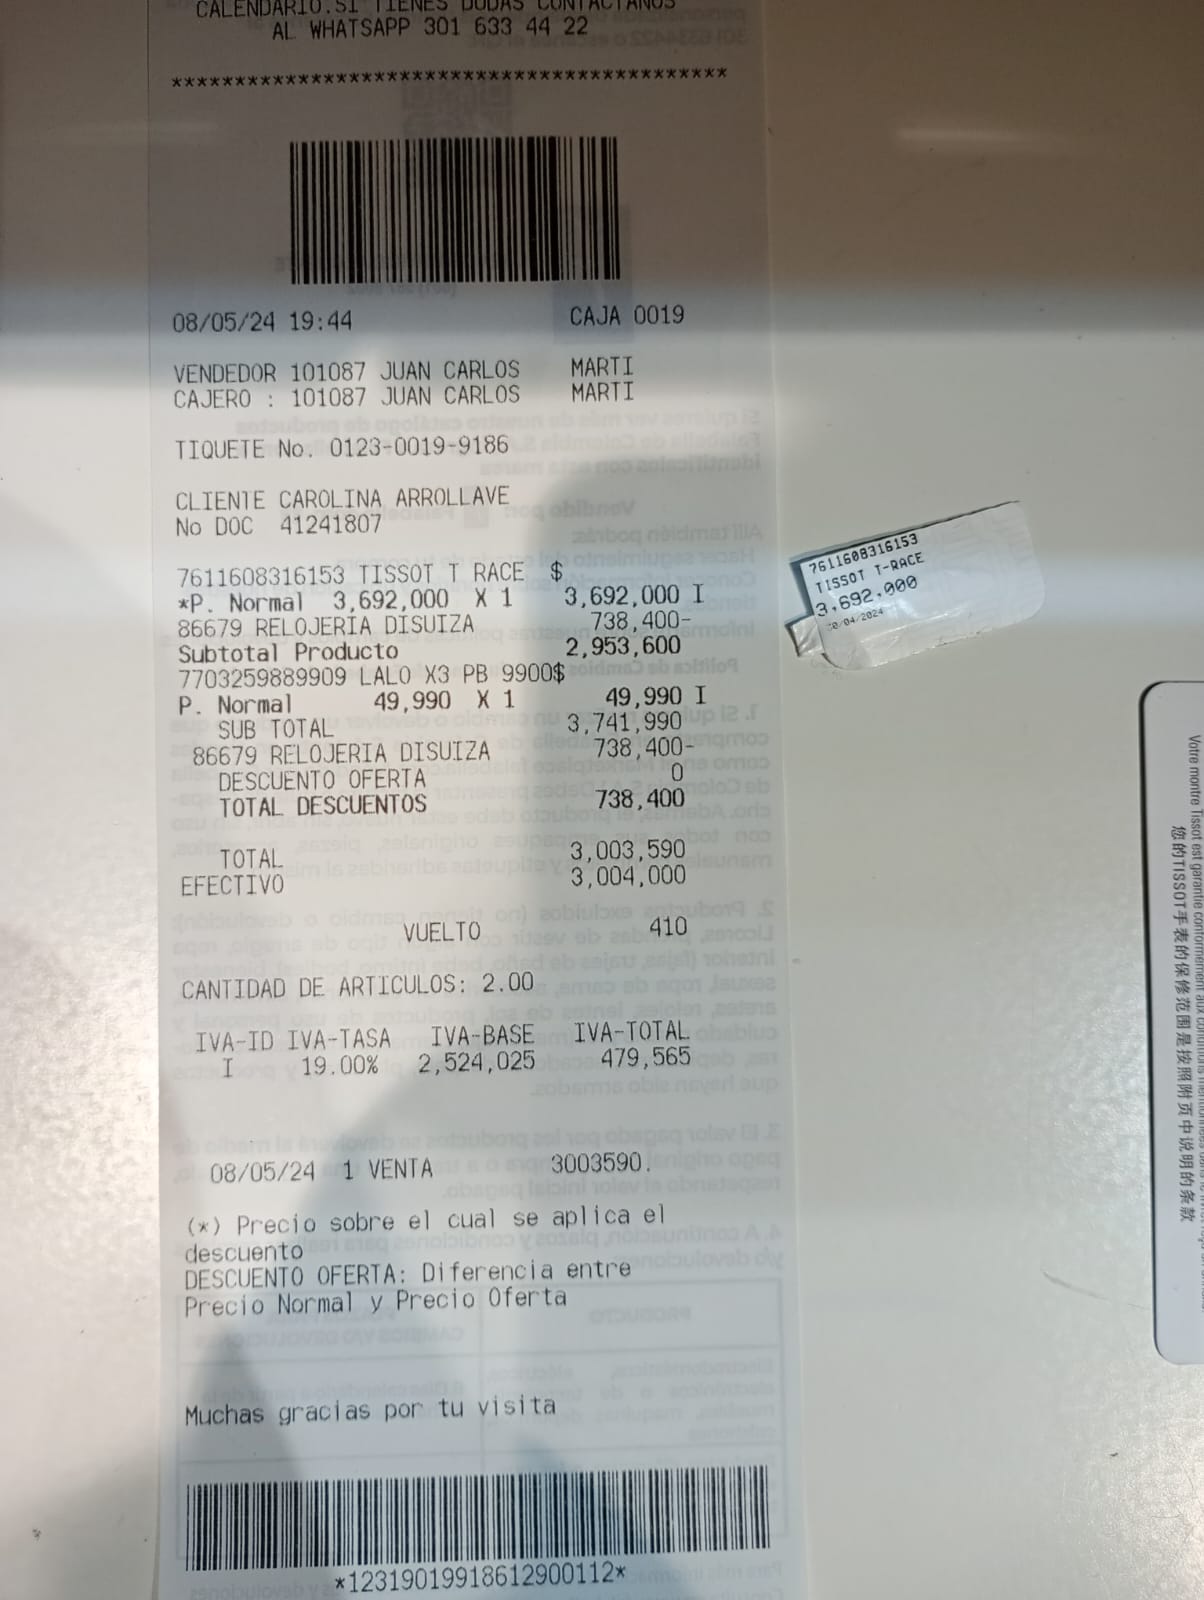 CALENDARIO.SI TIENES DUDAS CONTACTANOS
AL WHATSAPP 301 633 44 22
********************************************
08/05/24 19:44 CAJA 0019
VENDEDOR 101087 JUAN CARLOS MARTI
CAJERO : 101087 JUAN CARLOS MARTI
TIQUETE No. 0123-0019-9186
CLIENTE CAROLINA ARROLLAVE
No DOC 41241807
7611608316153 TISSOT T RACE $
*P. Normal 3,692,000 X 1 3,692,000 I
86679 RELOJERIA DISUIZA 738,400-
Subtotal Producto 2,953,600
7703259889909 LALO X3 PB 9900$
P. Normal 49,990 X 1 49,990 I
SUB TOTAL 3,741,990
86679 RELOJERIA DISUIZA 738,400-
DESCUENTO OFERTA 0
TOTAL DESCUENTOS 738,400
TOTAL 3,003,590
EFECTIVO 3,004,000
VUELTO 410
CANTIDAD DE ARTICULOS: 2.00
IVA-ID IVA-TASA IVA-BASE IVA-TOTAL
I 19.00% 2,524,025 479,565
08/05/24 1 VENTA 3003590.
(*) Precio sobre el cual se aplica el
descuento
DESCUENTO OFERTA: Diferencia entre
Precio Normal y Precio Oferta
Muchas gracias por tu visita
*12319019918612900112*
7611608316153
TISSOT T-RACE
3,692,000
30/04/2024
Votre montre Tissot est garantie conformément aux conditions mentionnées dans
您的TISSOT手表的保修范围是按照附页中说明的条款